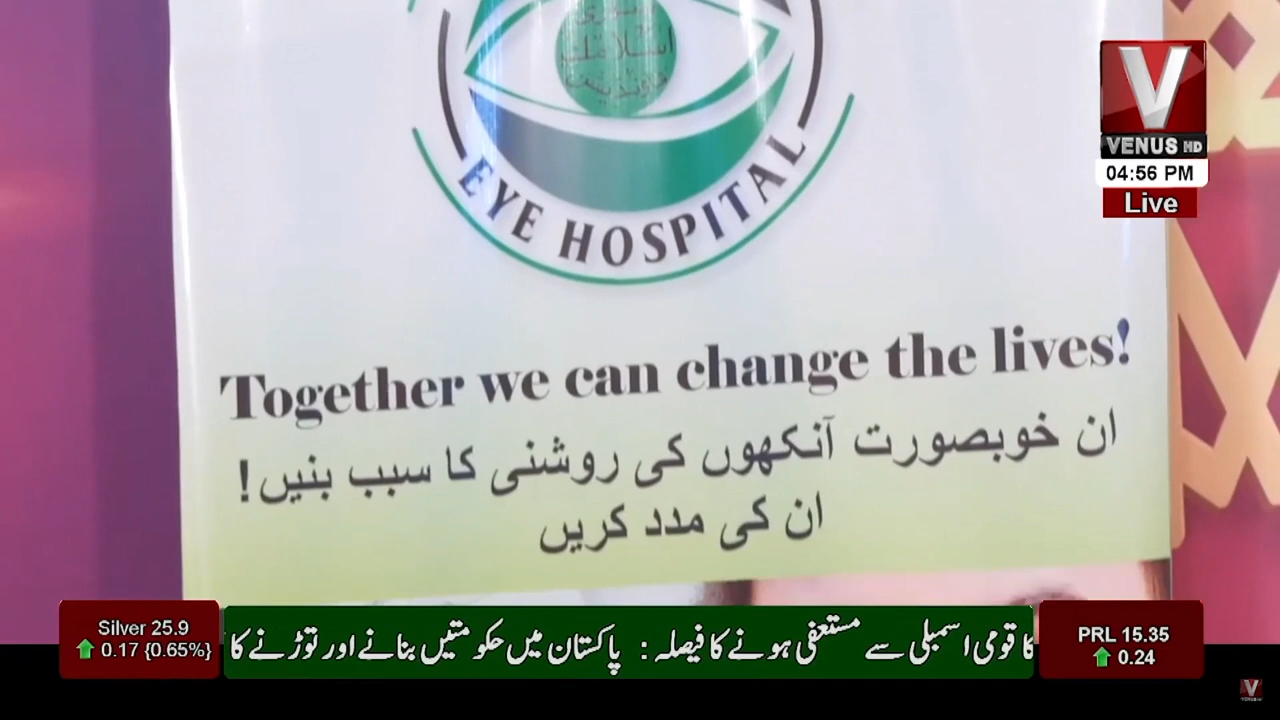 EYE HOSPITAL
Together we can change the lives!
ان خوبصورت آنکھوں کی روشنی کا سبب بنیں!
ان کی مدد کریں
V
VENUS HD
04:56 PM
Live
Silver 25.9
0.17 {0.65%}
کا قومی اسمبلی سے مستعفی ہونے کا فیصلہ : پاکستان میں حکومتیں بنانے اور توڑنے کا
PRL 15.35
0.24
V
VENUS